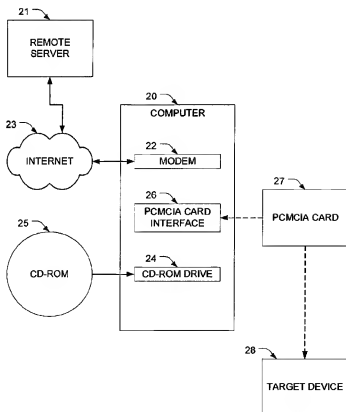 21
REMOTE
SERVER
20
COMPUTER
23
INTERNET
22
MODEM
26
PCMCIA CARD
INTERFACE
27
PCMCIA CARD
25
CD-ROM
24
CD-ROM DRIVE
28
TARGET DEVICE